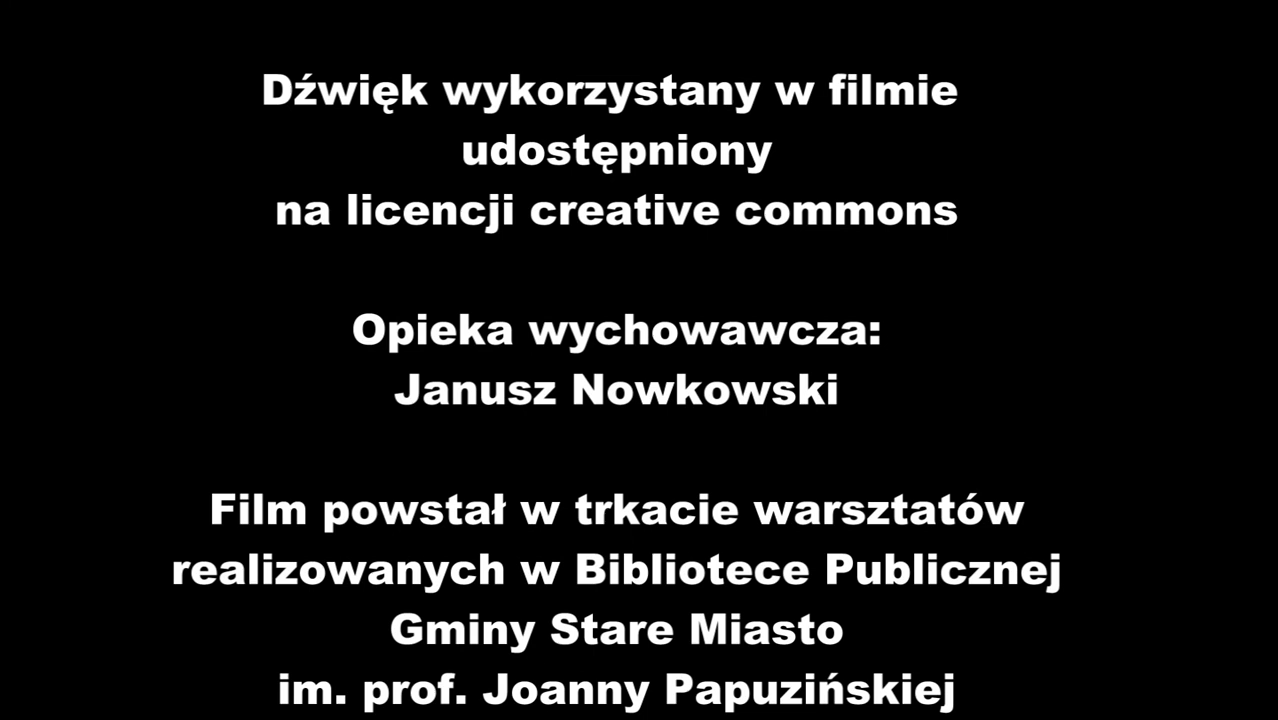 Dźwięk wykorzystany w filmie
udostępniony
na licencji creative commons
Opieka wychowawcza:
Janusz Nowkowski
Film powstał w trkacie warsztatów
realizowanych w Bibliotece Publicznej
Gminy Stare Miasto
im. prof. Joanny Papuzińskiej